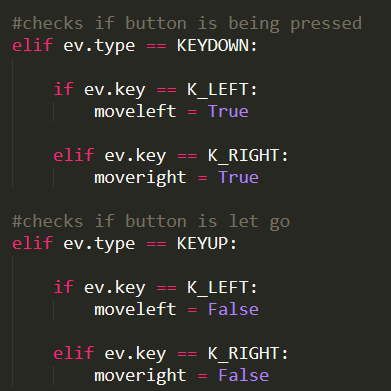 #checks if button is being pressed
elif ev.type == KEYDOWN:
if ev.key == K_LEFT:
moveleft = True
elif ev.key == K_RIGHT:
moveright = True
#checks if button is let go
elif ev.type == KEYUP:
if ev.key == K_LEFT:
moveleft = False
elif ev.key == K_RIGHT:
moveright = False